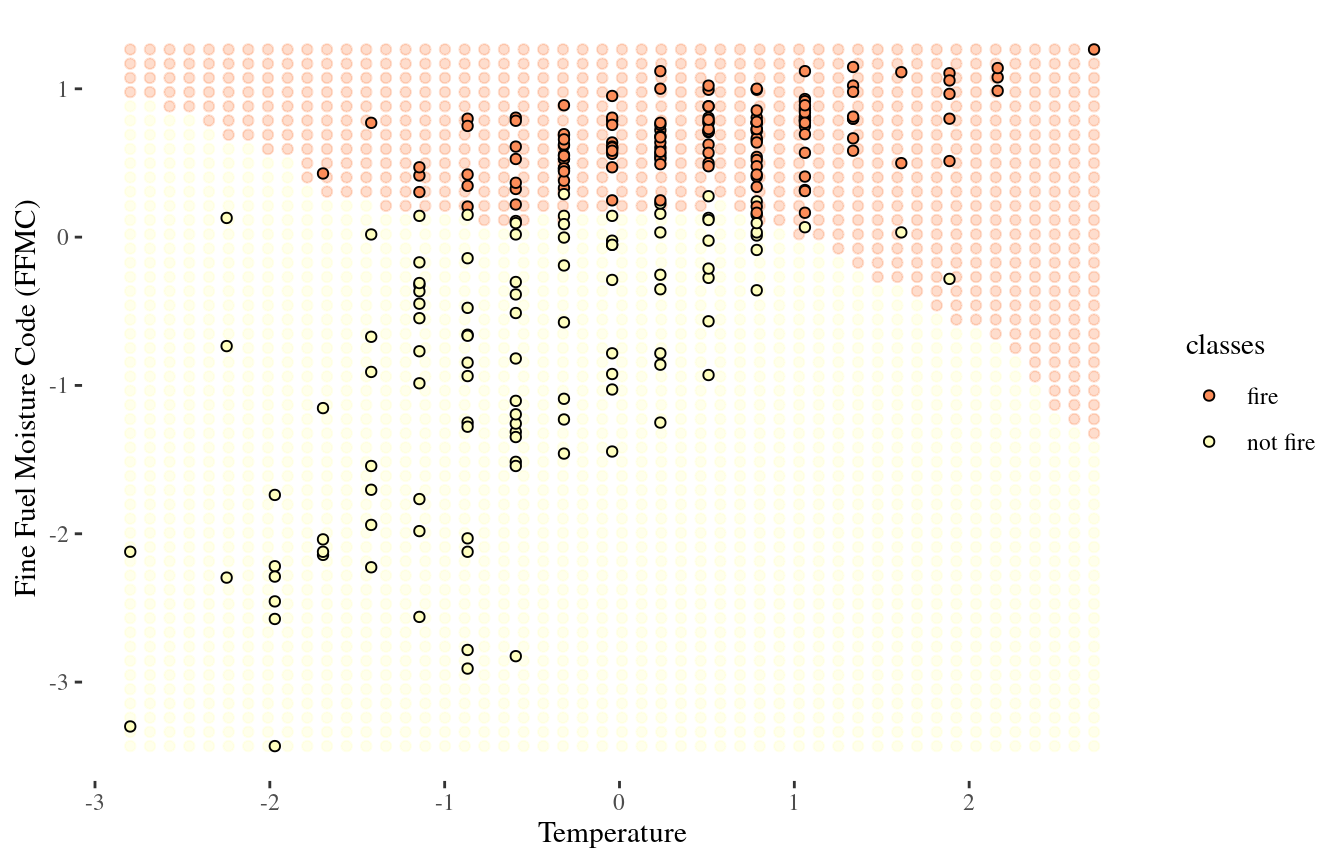 Fine Fuel Moisture Code (FFMC)
1
0
-1
-2
-3
-3
-2
-1
0
1
2
Temperature
classes
fire
not fire